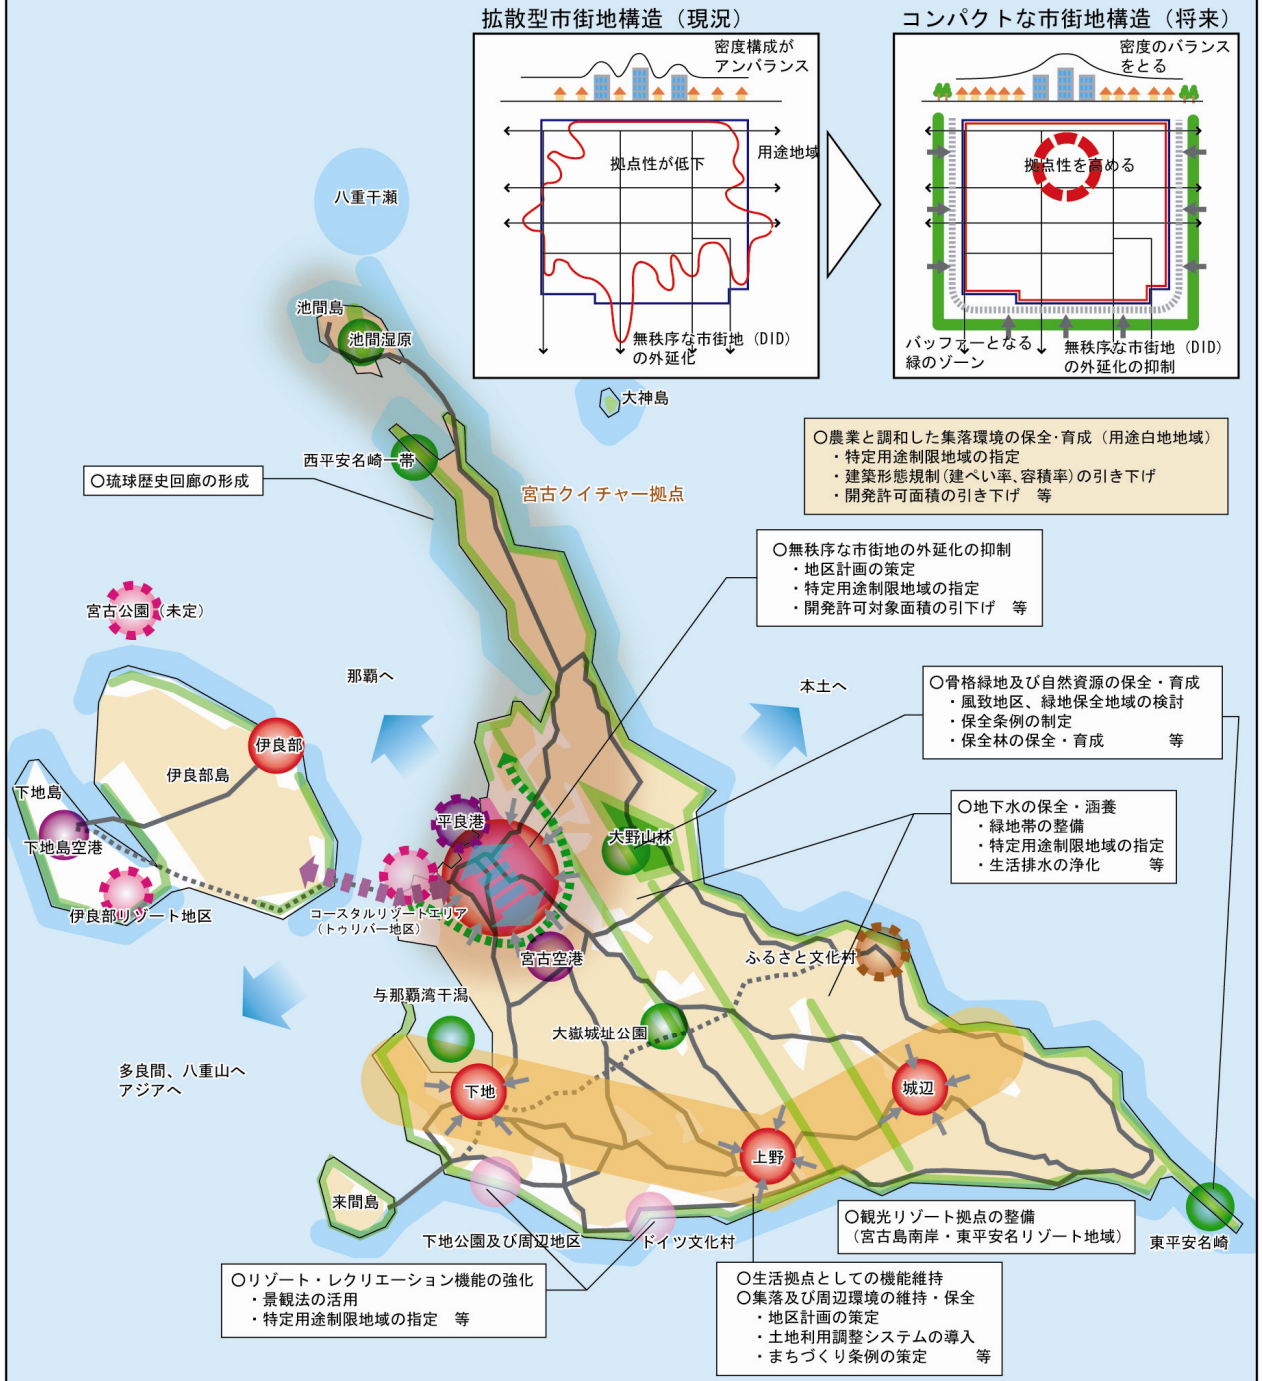 拡散型市街地構造（現況）
密度構成が
アンバランス
用途地域
拠点性が低下
無秩序な市街地（DID）
の外延化
コンパクトな市街地構造（将来）
密度のバランス
をとる
拠点性を高める
バッファーとなる
緑のゾーン
無秩序な市街地（DID）
の外延化の抑制
八重干瀬
池間島
池間湿原
大神島
西平安名崎一帯
〇琉球歴史回廊の形成
宮古クイチャー拠点
〇農業と調和した集落環境の保全･育成（用途白地地域）
・特定用途制限地域の指定
・建築形態規制(建ぺい率､容積率)の引き下げ
・開発許可面積の引き下げ　等
〇無秩序な市街地の外延化の抑制
・地区計画の策定
・特定用途制限地域の指定
・開発許可対象面積の引下げ　等
宮古公園（未定）
那覇へ
本土へ
〇骨格緑地及び自然資源の保全・育成
・風致地区、緑地保全地域の検討
・保全条例の制定
・保全林の保全・育成　　　　等
伊良部
伊良部島
下地島
下地島空港
伊良部リゾート地区
平良港
大野山林
〇地下水の保全・涵養
・緑地帯の整備
・特定用途制限地域の指定
・生活排水の浄化　　　等
コースタルリゾートエリア
（トゥリバー地区）
宮古空港
ふるさと文化村
与那覇湾干潟
大嶽城址公園
多良間、八重山へ
アジアへ
下地
城辺
上野
来間島
下地公園及び周辺地区
ドイツ文化村
〇観光リゾート拠点の整備
（宮古島南岸・東平安名リゾート地域）
東平安名崎
〇リゾート・レクリエーション機能の強化
・景観法の活用
・特定用途制限地域の指定　等
〇生活拠点としての機能維持
〇集落及び周辺環境の維持・保全
・地区計画の策定
・土地利用調整システムの導入
・まちづくり条例の策定　　　等